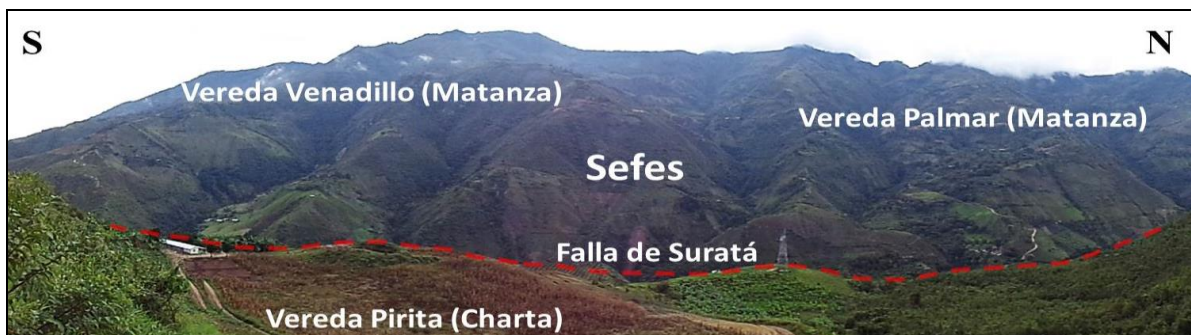 S
N
Vereda Venadillo (Matanza)
Vereda Palmar (Matanza)
Sefes
Falla de Suratá
Vereda Pirita (Charta)